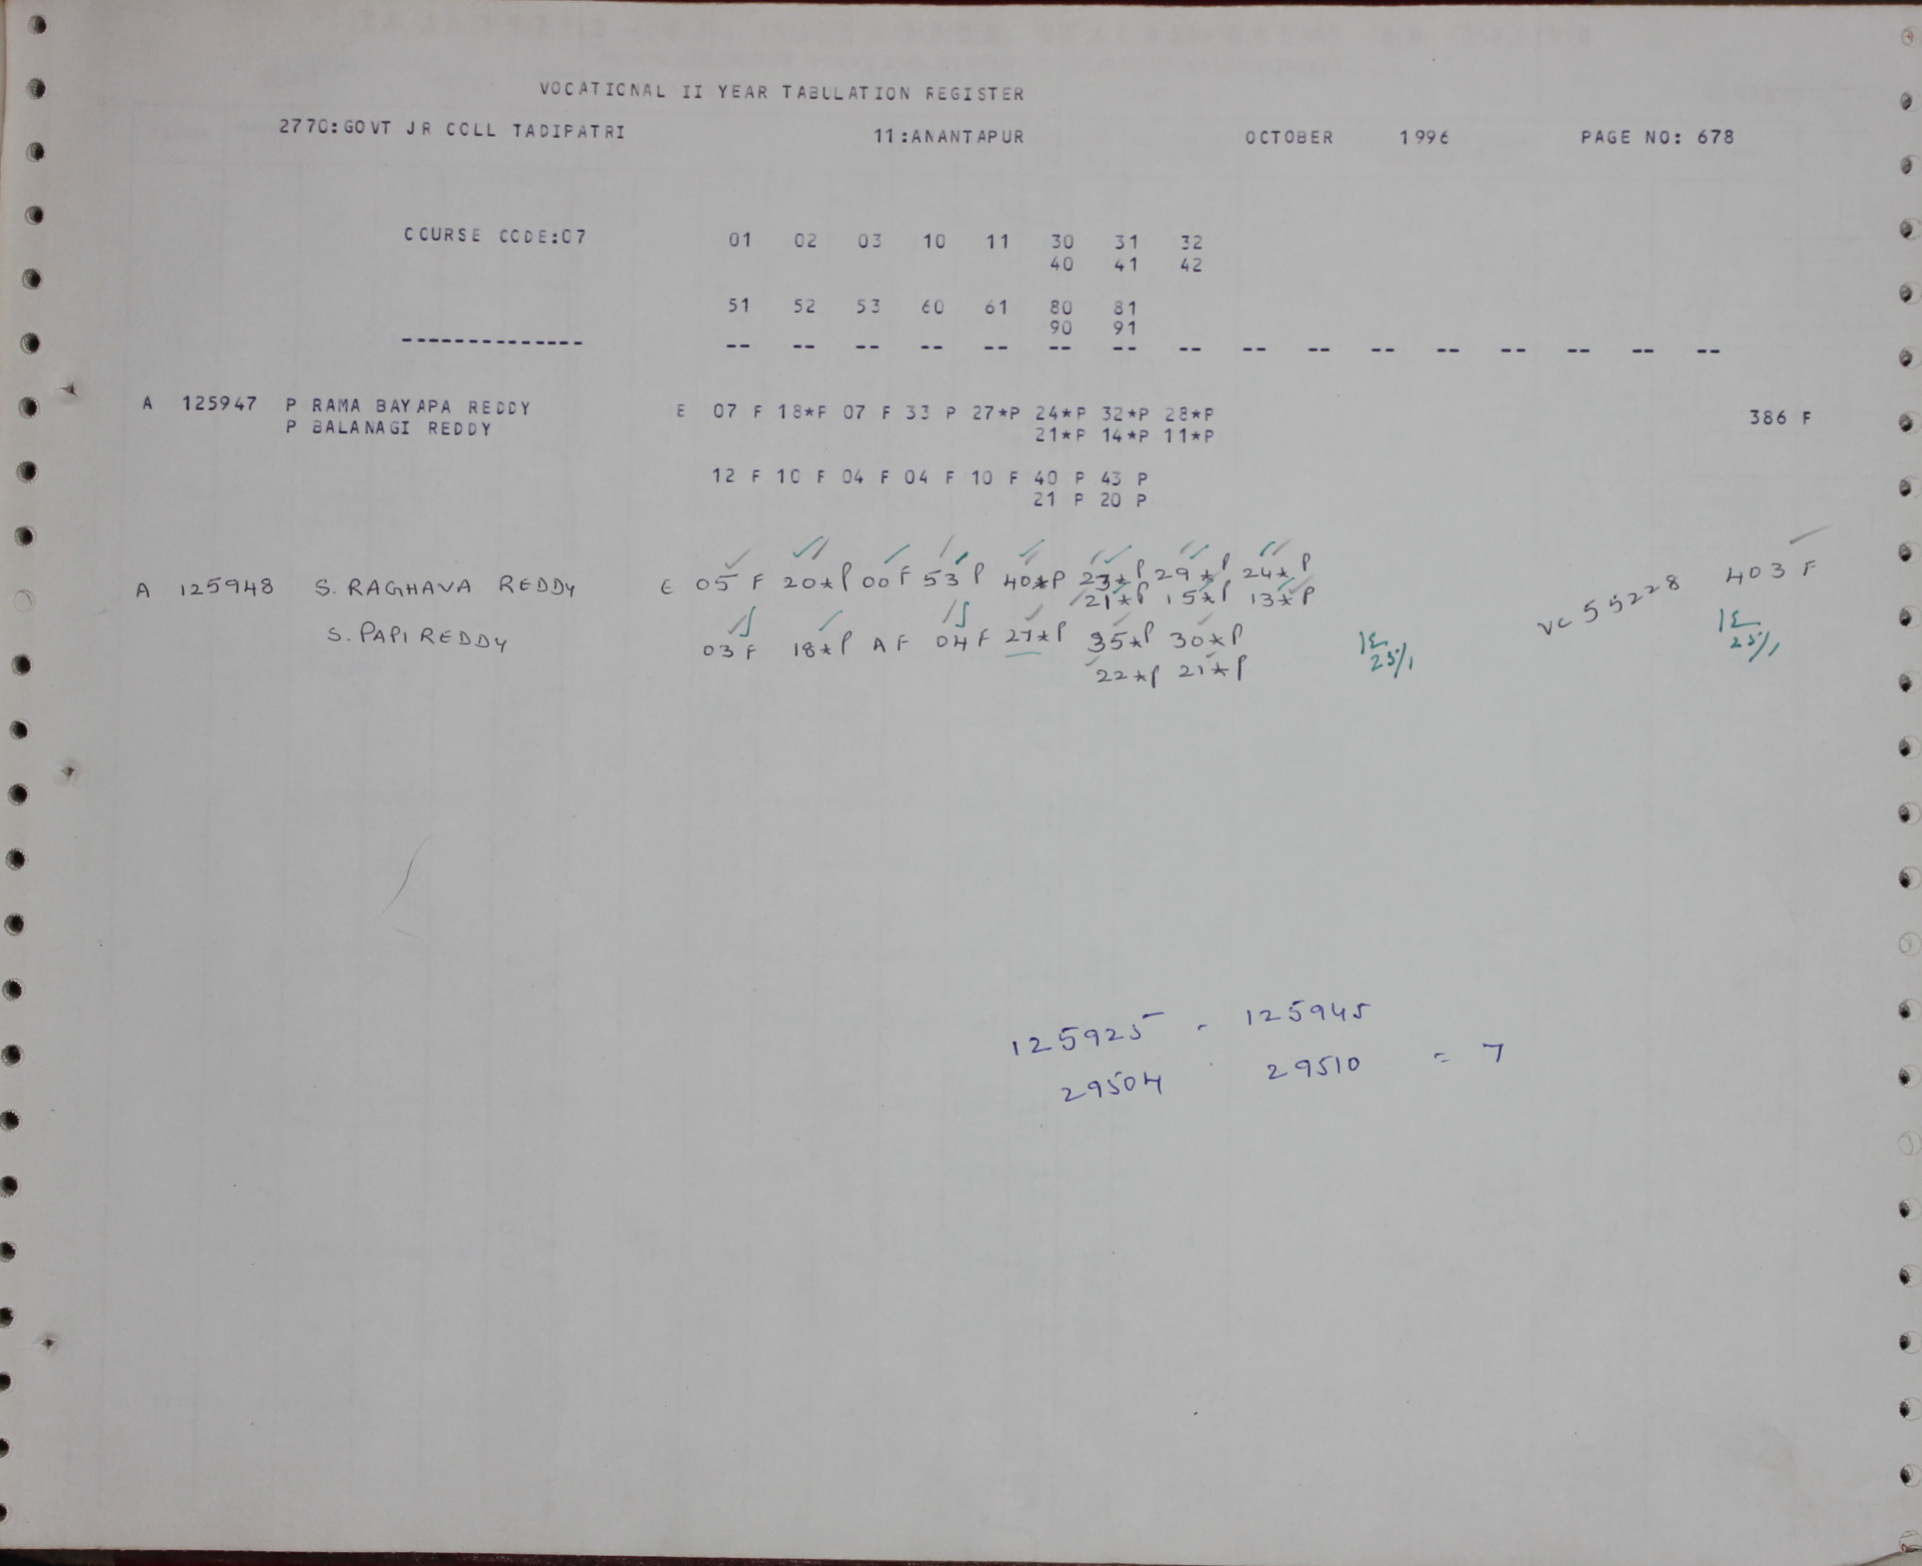 VOCATIONAL II YEAR TABULATION REGISTER
2770:GOVT JR COLL TADIPATRI 11:ANANTAPUR OCTOBER 1996 PAGE NO: 678
COURSE CODE:07 01 02 03 10 11 30 31 32
40 41 42
51 52 53 60 61 80 81
90 91
-------------- -- -- -- -- -- -- -- -- -- -- -- -- -- -- -- --
A 125947 P RAMA BAYAPA REDDY E 07 F 18*F 07 F 33 P 27*P 24*P 32*P 28*P 386 F
P BALANAGI REDDY 21*P 14*P 11*P
12 F 10 F 04 F 04 F 10 F 40 P 43 P
21 P 20 P
A 125948 S. RAGHAVA REDDY E 05 F 20*P 00 F 53 P 40*P 23*P 29*P 24*P VC 55228 403 F
21*P 15*P 13*P
S. PAPI REDDY 03 F 18*P A F 04 F 27*P 35*P 30*P
22*P 21*P
125925 - 125945
29504 - 29510 = 7